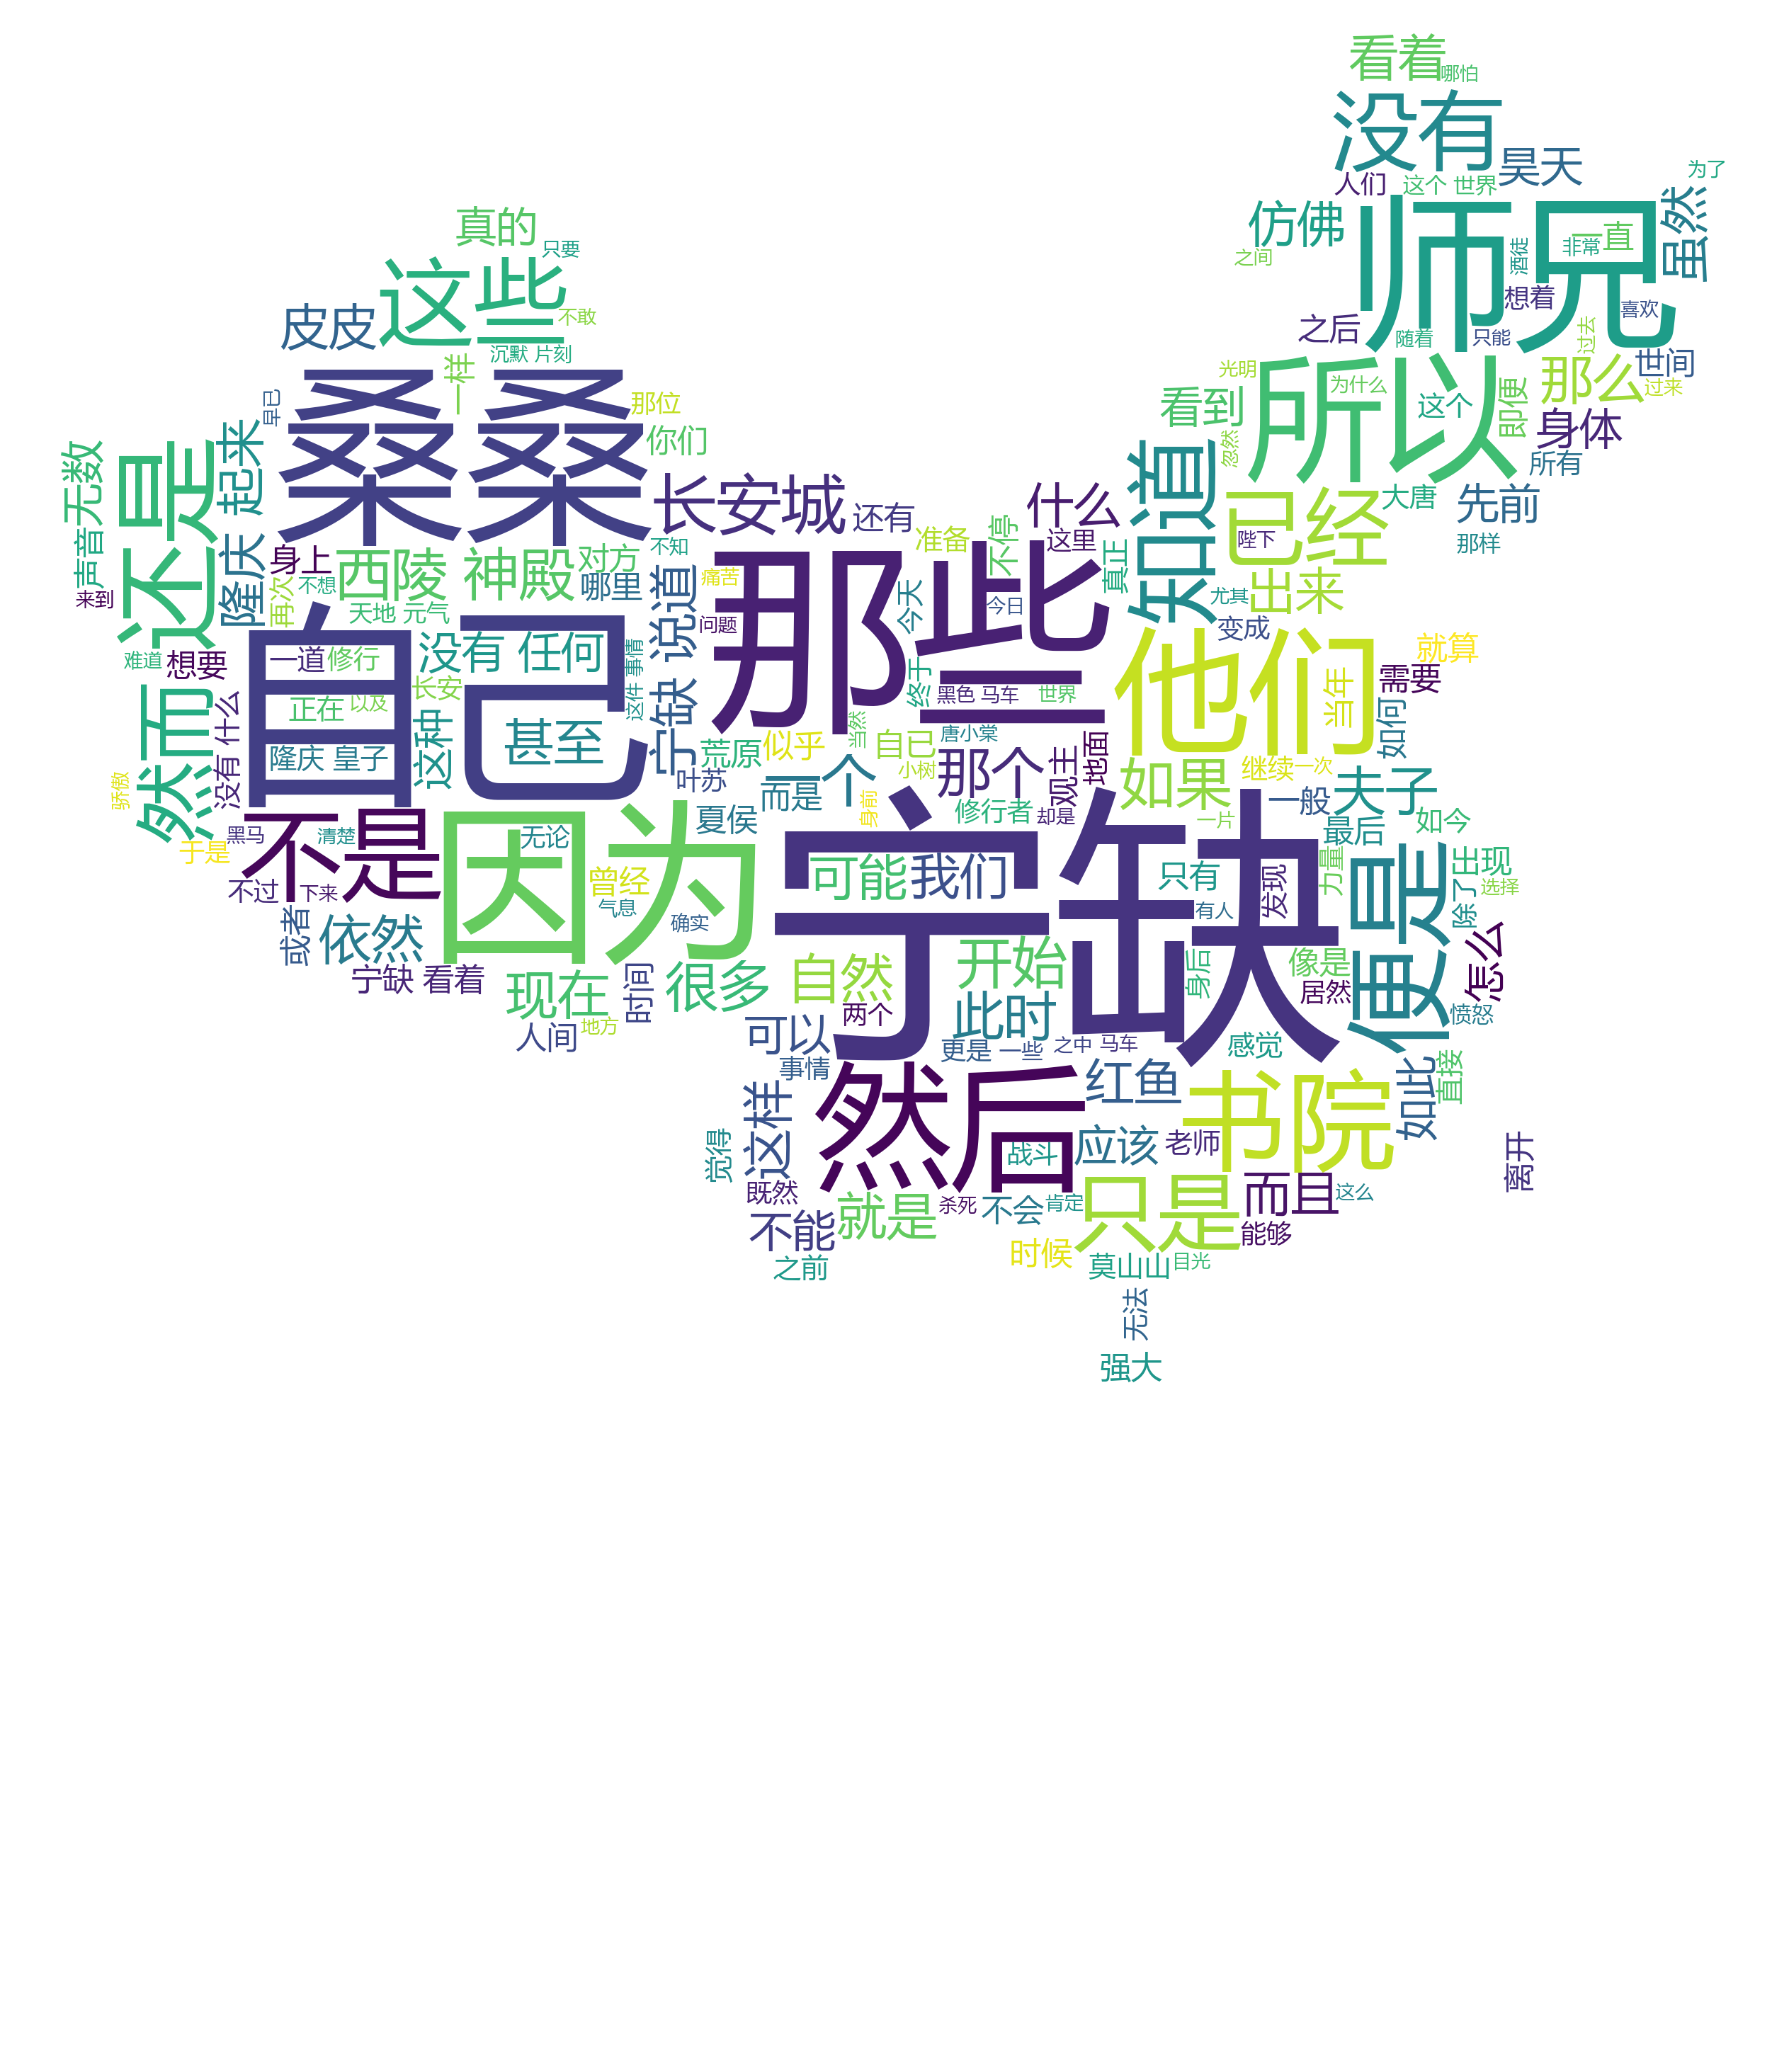 看着
哪怕
没有
昊天
为了
人们
这个 世界
师兄
虽然
仿佛
一直
非常
酒徒
之间
想着
喜欢
真的
只要
这些
皮皮
不敢
之后
随着
只能
过去
沉默 片刻
一样
桑桑
早已
那位
你们
所以
光明
为什么
那么
世间
过来
看到
这个
即便
身体
忽然
所有
无数
还是
起来
长安城
还有
什么
知道
已经
大唐
先前
那样
声音
来到
隆庆
身上
西陵 神殿
对方
不知
准备
不停
这里
真正
陛下
再次
不想
哪里
说道
痛苦
今天
今日
那些
出来
尤其
天地 元气
自己
没有 任何
问题
他们
变成
就算
难道
想要
一道
修行
长安
这件 事情
宁缺
终于
黑色 马车
世界
当年
需要
如何
然而
没有 什么
正在
以及
这种
甚至
隆庆 皇子
荒原
似乎
当然
自己
唐小棠
那个
观主
地面
小树
骄傲
叶苏
而是
一个
如果
继续
一次
夫子
一般
不是
黑马
清楚
因为
无论
夏侯
身前
修行者
却是
宁缺
一片
最后
如今
于是
不过
下来
曾经
气息
确实
可能
我们
只有
有人
发现
力量
便是
出现
除了
选择
或者
依然
宁缺 看着
现在
时间
很多
自然
开始
身后
像是
居然
怎么
愤怒
人间
地方
两个
此时
可以
事情
更是
一些
之中
马车
感觉
红鱼
书院
如此
直接
然后
这样
觉得
战斗
应该
老师
离开
既然
不能
就是
杀死
不会
肯定
只是
而且
这么
能够
之前
时候
莫山山
目光
无法
强大